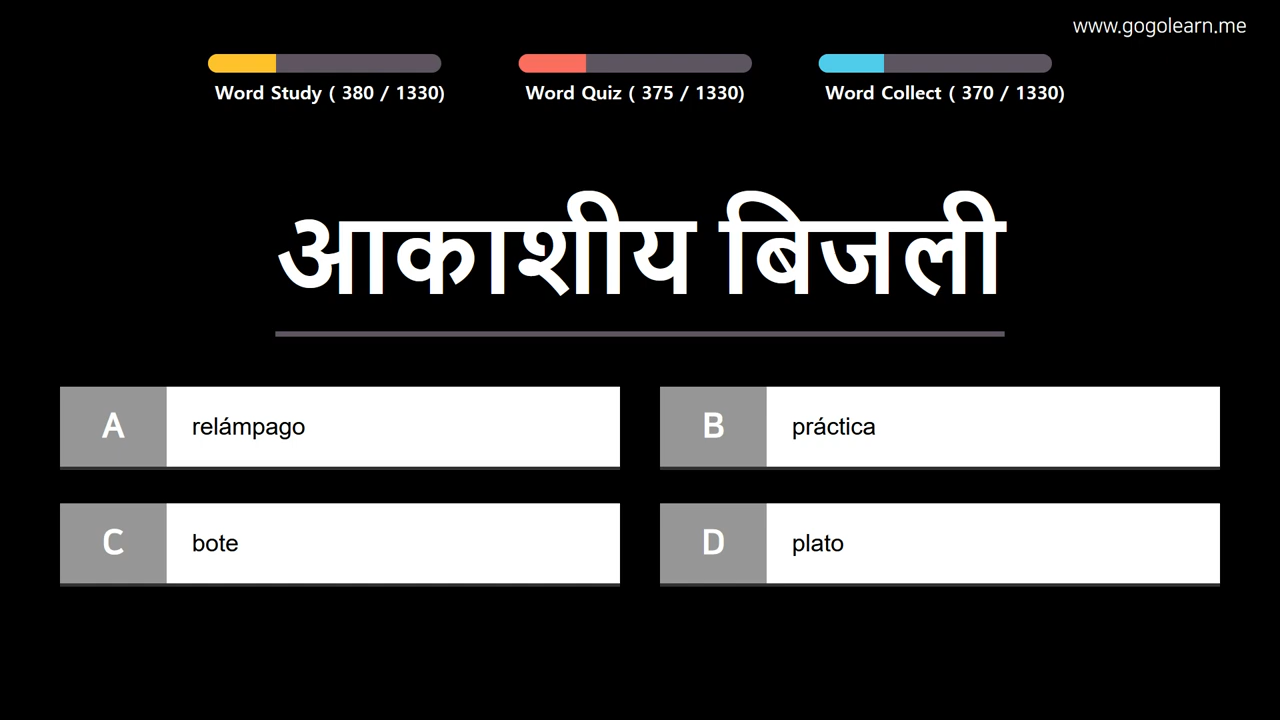 www.gogolearn.me
Word Study ( 380 / 1330)
Word Quiz ( 375 / 1330)
Word Collect ( 370 / 1330)
आकाशीय बिजली
A relámpago
B práctica
C bote
D plato